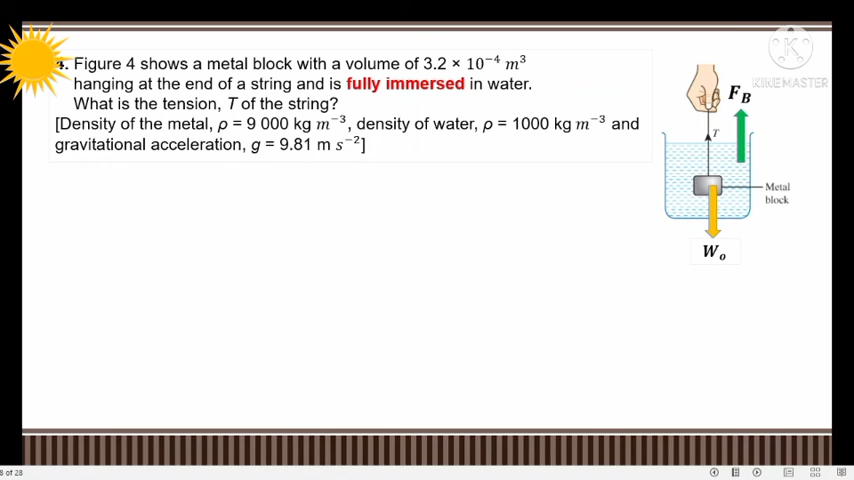 4. Figure 4 shows a metal block with a volume of 3.2 × 10⁻⁴ m³
hanging at the end of a string and is fully immersed in water.
What is the tension, T of the string?
[Density of the metal, ρ = 9 000 kg m⁻³, density of water, ρ = 1000 kg m⁻³ and
gravitational acceleration, g = 9.81 m s⁻²]
K
KINEMASTER
F_B
T
Metal
block
W_o
8 of 28